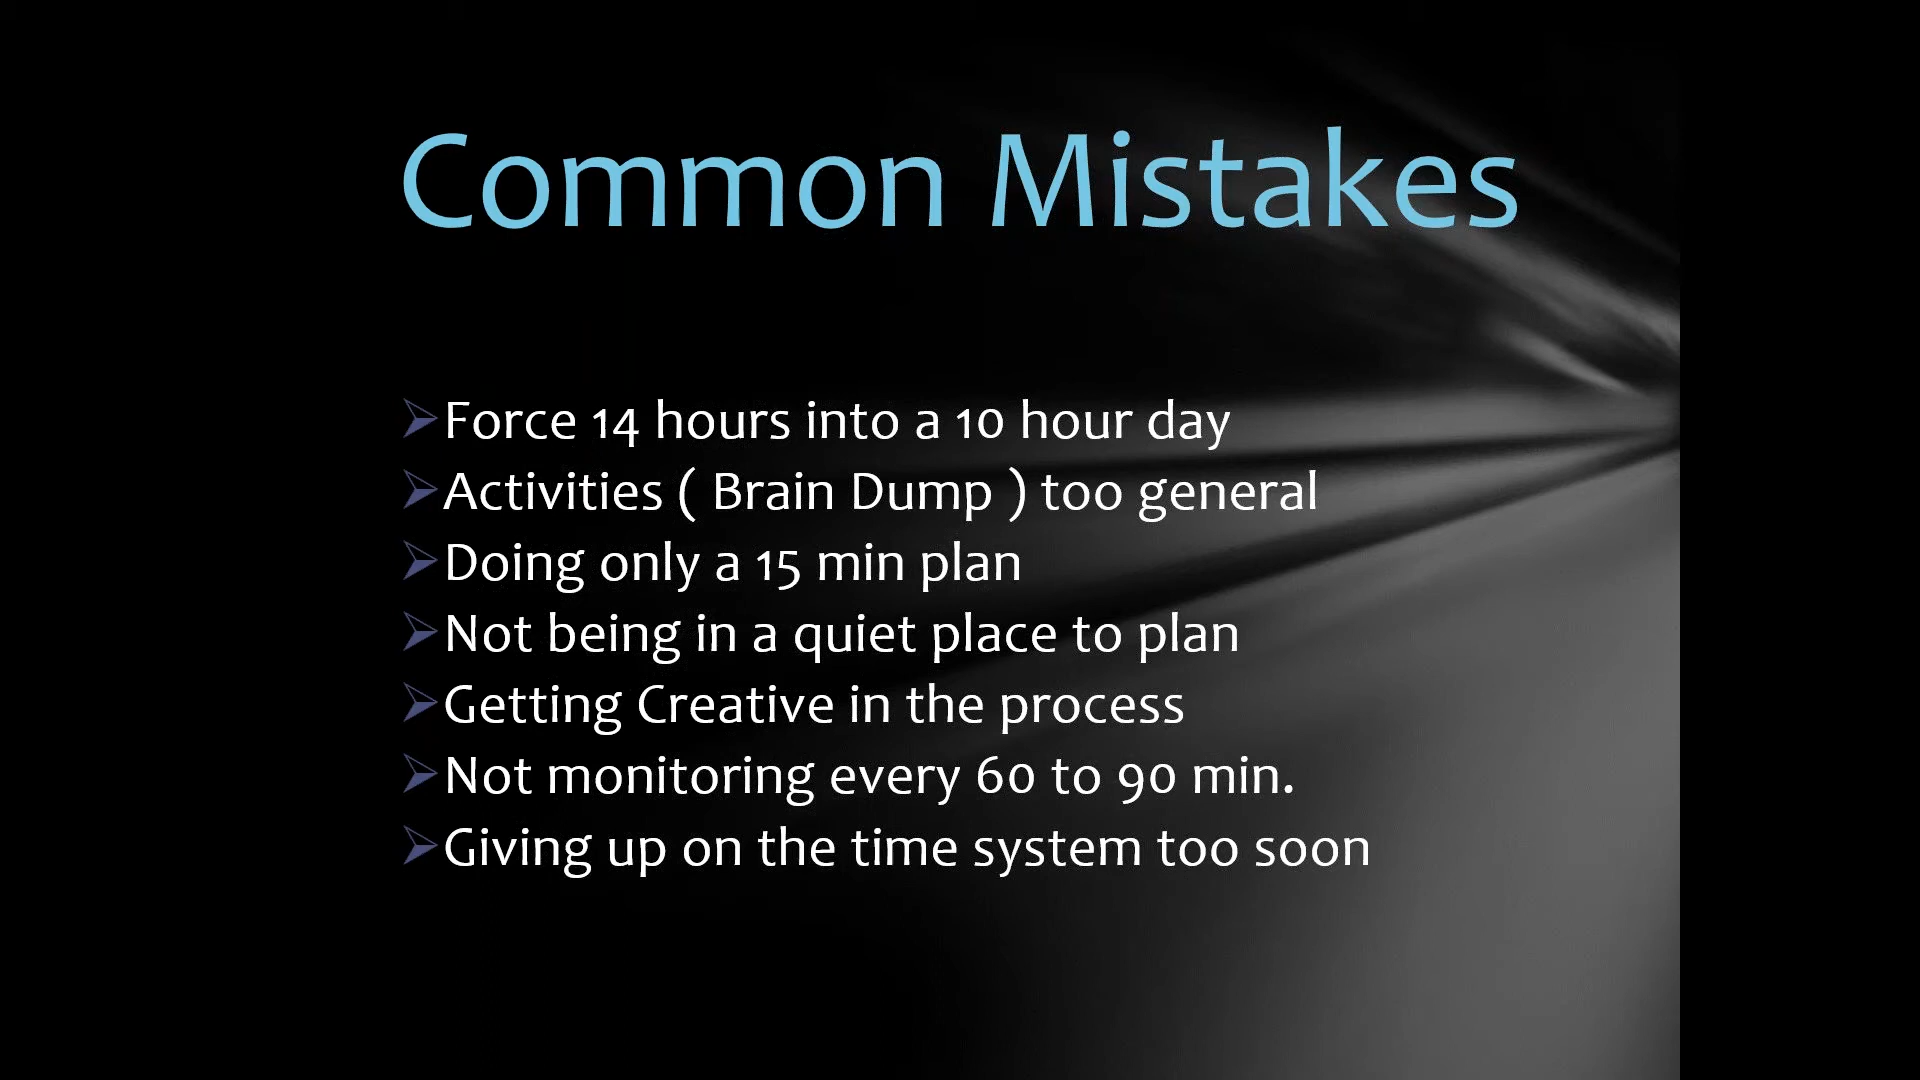 Common Mistakes
➢Force 14 hours into a 10 hour day
➢Activities ( Brain Dump ) too general
➢Doing only a 15 min plan
➢Not being in a quiet place to plan
➢Getting Creative in the process
➢Not monitoring every 60 to 90 min.
➢Giving up on the time system too soon